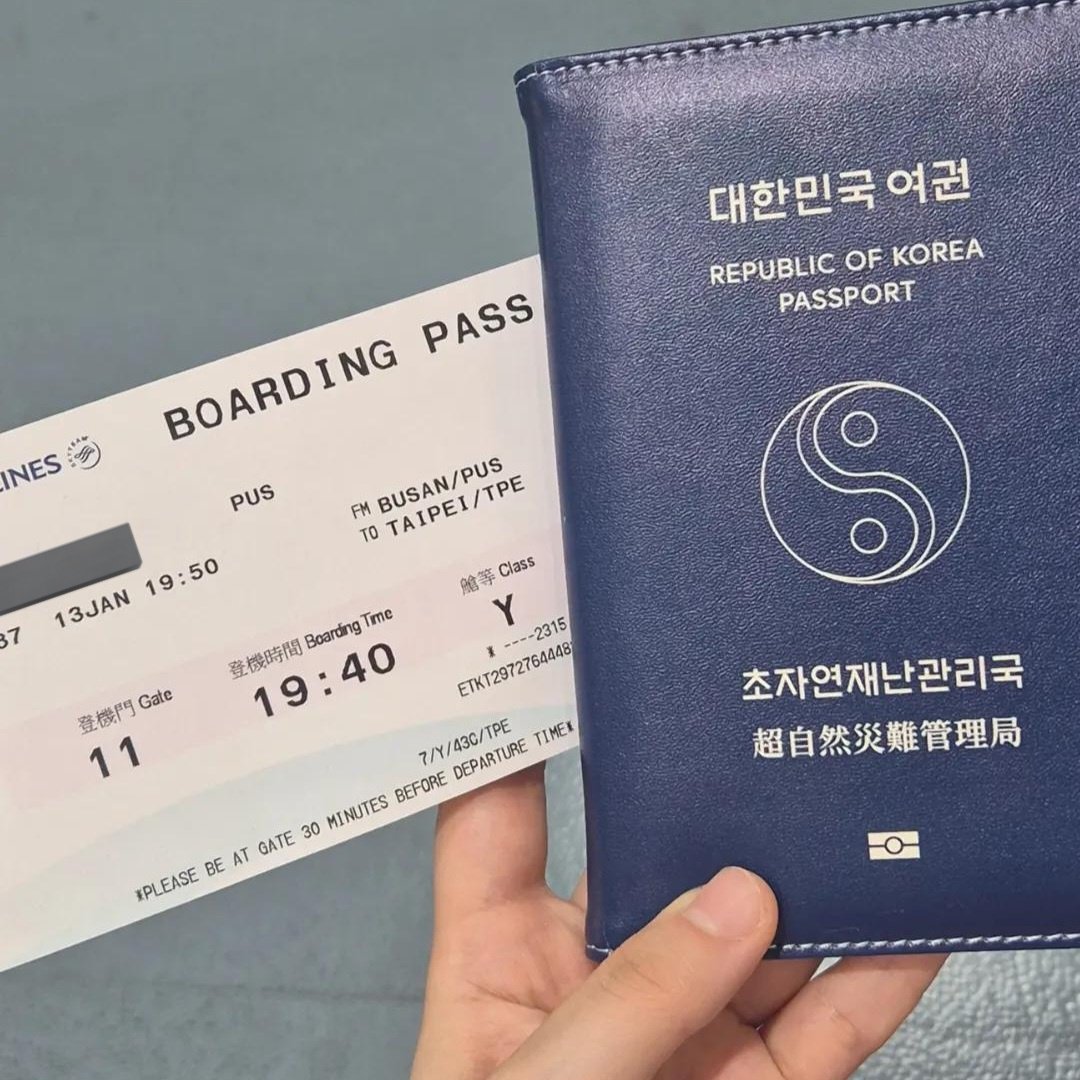 BOARDING PASS
SKYTEAM
PUS
FM BUSAN/PUS
TO TAIPEI/TPE
13JAN 19:50
登機門 Gate
11
登機時間 Boarding Time
19:40
艙等 Class
Y
* ----2315
7/Y/43G/TPE
*PLEASE BE AT GATE 30 MINUTES BEFORE DEPARTURE TIME*
대한민국 여권
REPUBLIC OF KOREA
PASSPORT
초자연재난관리국
超自然災難管理局